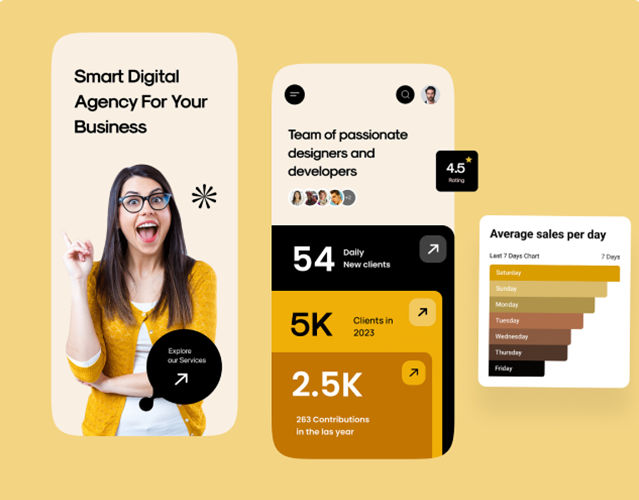 Smart Digital
Agency For Your
Business
Explore
our Services
Team of passionate
designers and
developers
4.5
Rating
54
Daily
New clients
5K
Clients in
2023
2.5K
263 Contributions
in the las year
Average sales per day
Last 7 Days Chart
7 Days
Saturday
Sunday
Monday
Tuesday
Wednesday
Thursday
Friday